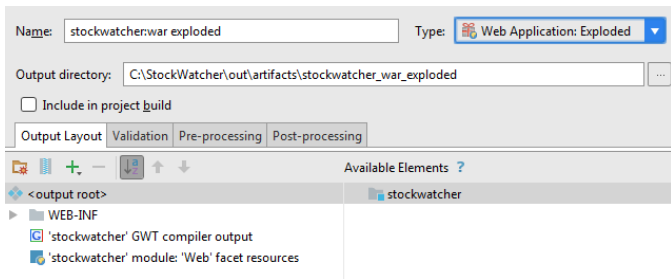 Name: stockwatcher:war exploded Type: Web Application: Exploded
Output directory: C:\StockWatcher\out\artifacts\stockwatcher_war_exploded ...
Include in project build
Output Layout Validation Pre-processing Post-processing
Available Elements ?
<output root> stockwatcher
WEB-INF
'stockwatcher' GWT compiler output
'stockwatcher' module: 'Web' facet resources